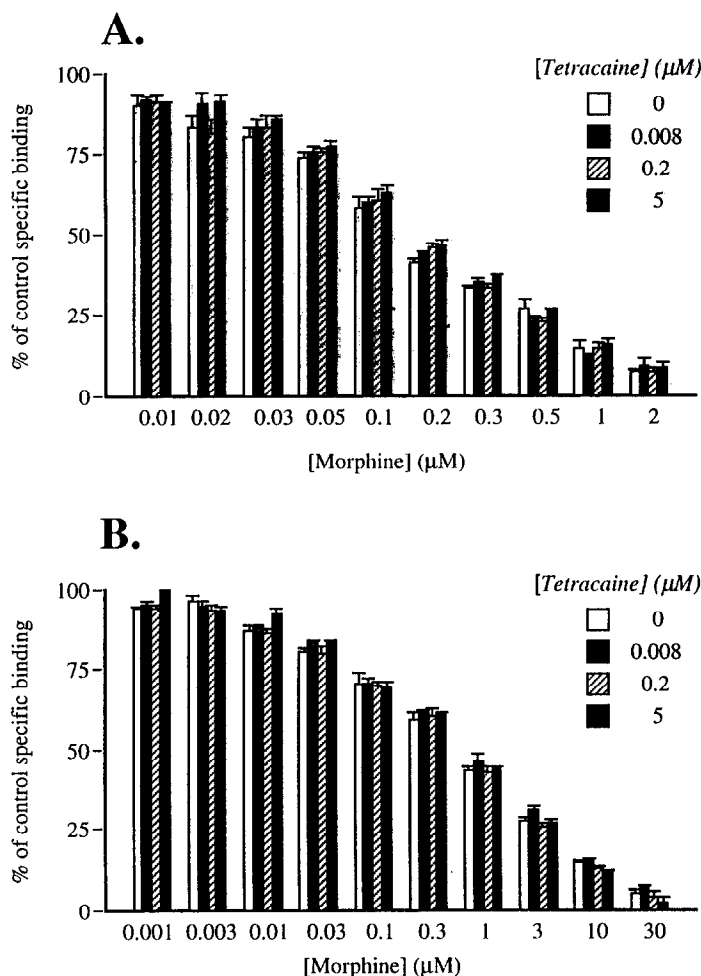 A.
[Tetracaine] (µM)
0
0.008
0.2
5
% of control specific binding
100
75
50
25
0
0.01 0.02 0.03 0.05 0.1 0.2 0.3 0.5 1 2
[Morphine] (µM)
B.
[Tetracaine] (µM)
0
0.008
0.2
5
% of control specific binding
100
75
50
25
0
0.001 0.003 0.01 0.03 0.1 0.3 1 3 10 30
[Morphine] (µM)